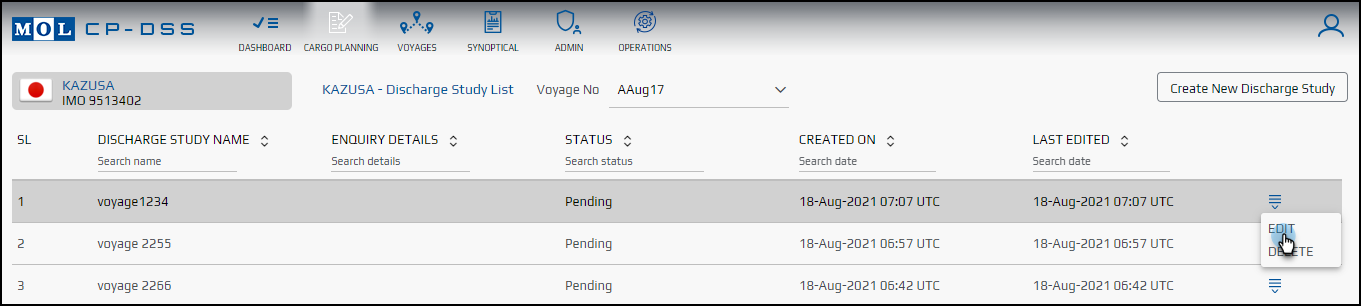 MOL CP-DSS
DASHBOARD CARGO PLANNING VOYAGES SYNOPTICAL ADMIN OPERATIONS
KAZUSA
IMO 9513402
KAZUSA - Discharge Study List Voyage No AAug17 Create New Discharge Study
SL DISCHARGE STUDY NAME ENQUIRY DETAILS STATUS CREATED ON LAST EDITED
Search name Search details Search status Search date Search date
1 voyage1234 Pending 18-Aug-2021 07:07 UTC 18-Aug-2021 07:07 UTC
EDIT
2 voyage 2255 Pending 18-Aug-2021 06:57 UTC 18-Aug-2021 06:57 UTC
DELETE
3 voyage 2266 Pending 18-Aug-2021 06:42 UTC 18-Aug-2021 06:42 UTC